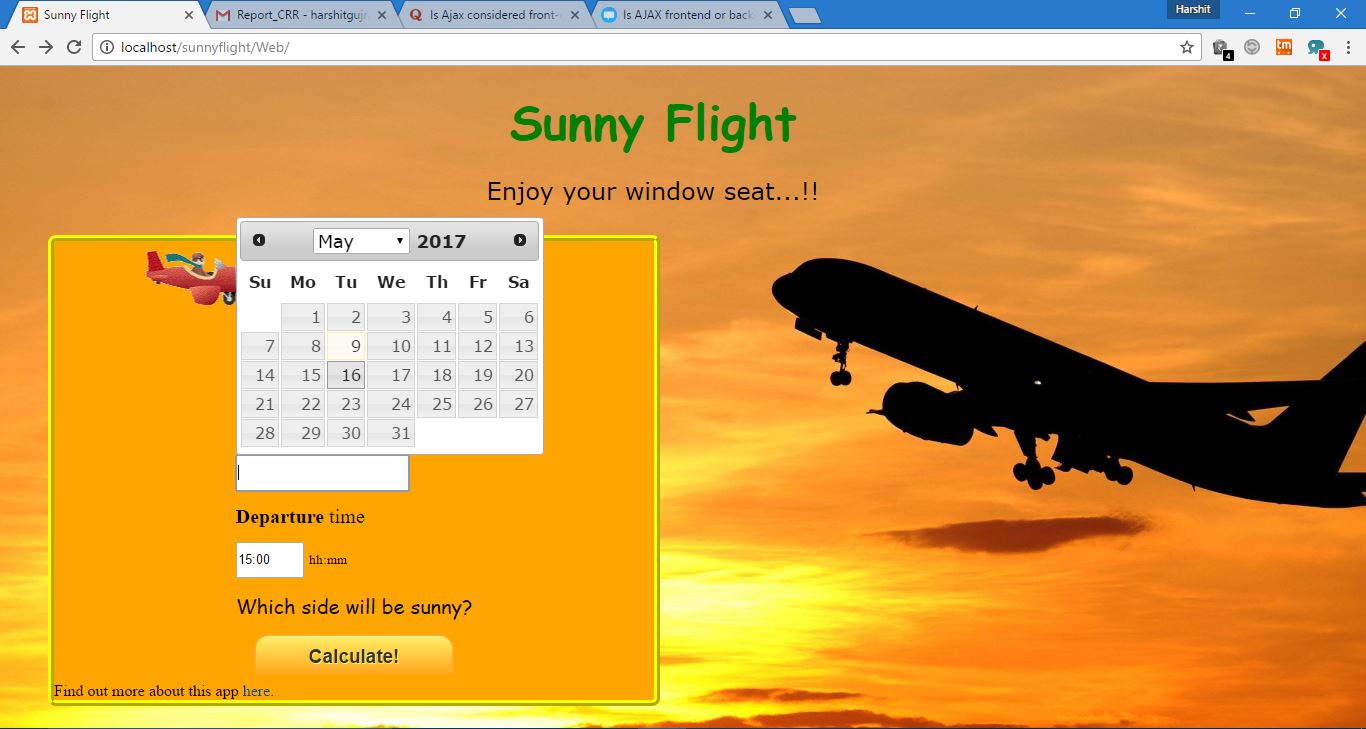 Sunny Flight
Report_CRR - harshitgujr
Is Ajax considered front-e
Is AJAX frontend or back
Harshit
localhost/sunnyflight/Web/
4
tm
x
Sunny Flight
Enjoy your window seat...!!
May 2017
Su Mo Tu We Th Fr Sa
1 2 3 4 5 6
7 8 9 10 11 12 13
14 15 16 17 18 19 20
21 22 23 24 25 26 27
28 29 30 31
Departure time
15:00 hh:mm
Which side will be sunny?
Calculate!
Find out more about this app here.